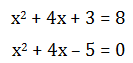 x² + 4x + 3 = 8
x² + 4x – 5 = 0